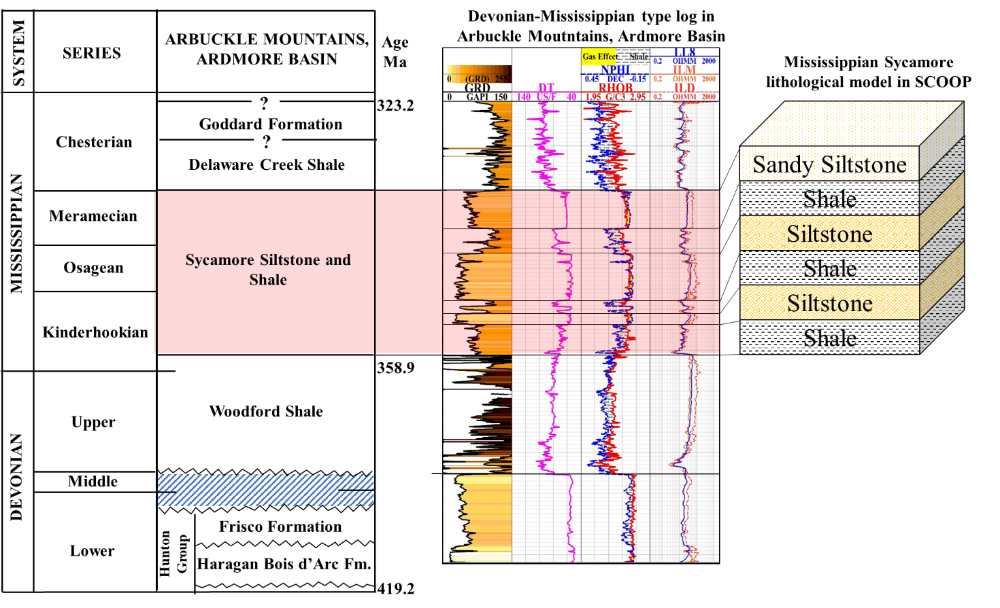 SYSTEM
SERIES
ARBUCKLE MOUNTAINS,
ARDMORE BASIN
Age
Ma
MISSISSIPPIAN
Chesterian
?
323.2
Goddard Formation
?
Delaware Creek Shale
Meramecian
Osagean
Kinderhookian
Sycamore Siltstone and
Shale
358.9
DEVONIAN
Upper
Woodford Shale
Middle
Lower
Hunton
Group
Frisco Formation
Haragan Bois d’Arc Fm.
419.2
Devonian-Mississippian type log in
Arbuckle Moutntains, Ardmore Basin
0 (GRD) 255
GRD
0 GAPI 150
DT
140 US/F 40
Gas Effect Shale
NPHI
0.45 DEC -0.15
RHOB
1.95 G/C3 2.95
LL8
0.2 OHMM 2000
ILM
0.2 OHMM 2000
ILD
0.2 OHMM 2000
Mississippian Sycamore
lithological model in SCOOP
Sandy Siltstone
Shale
Siltstone
Shale
Siltstone
Shale